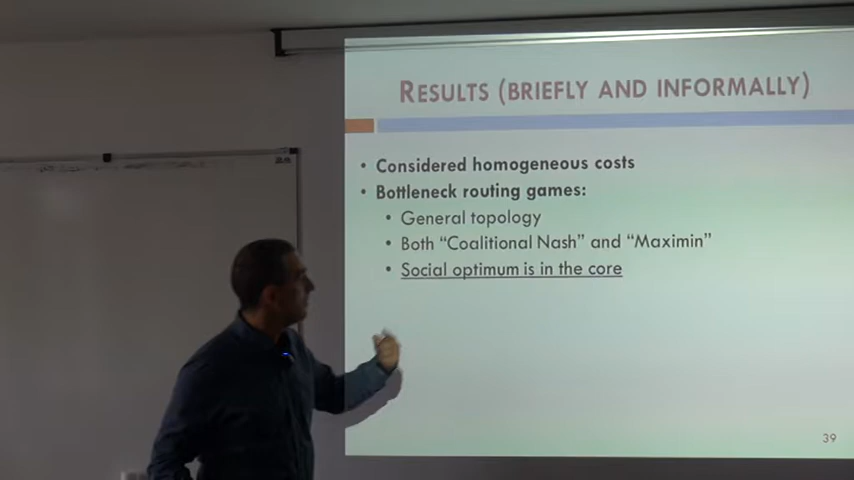 RESULTS (BRIEFLY AND INFORMALLY)
• Considered homogeneous costs
• Bottleneck routing games:
• General topology
• Both “Coalitional Nash” and “Maximin”
• Social optimum is in the core
39